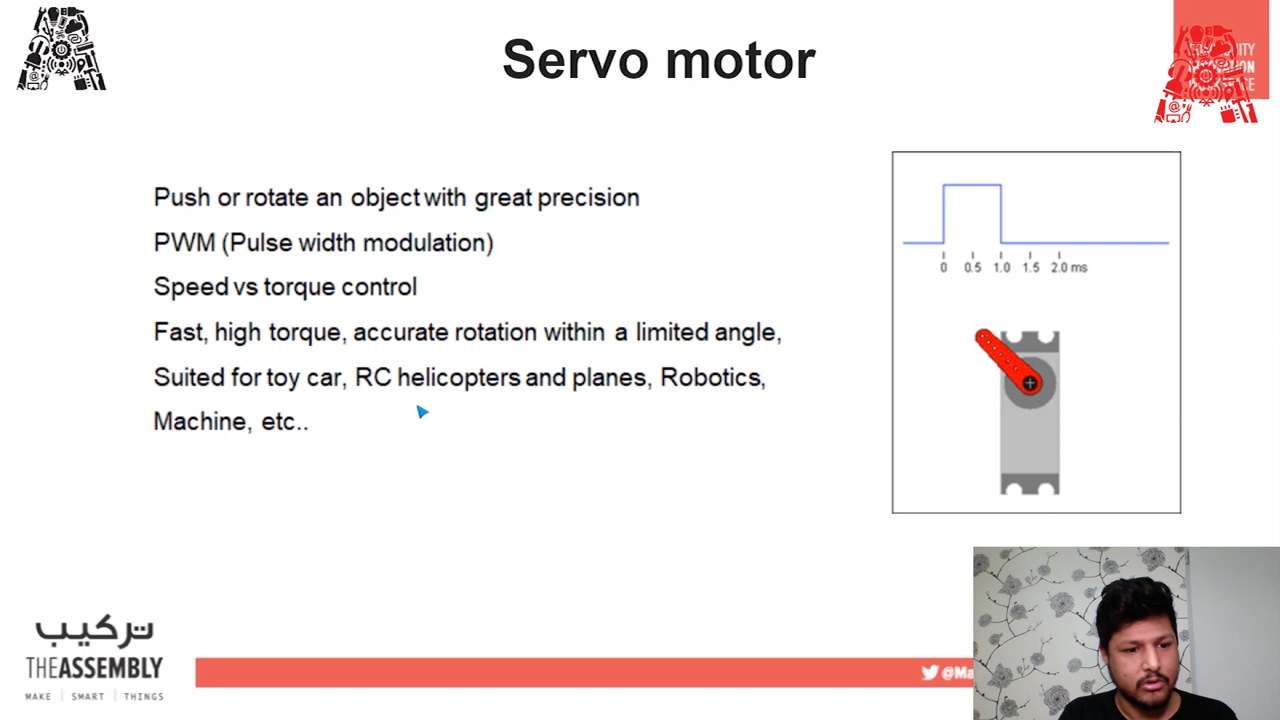 Servo motor
Push or rotate an object with great precision
PWM (Pulse width modulation)
Speed vs torque control
Fast, high torque, accurate rotation within a limited angle,
Suited for toy car, RC helicopters and planes, Robotics,
Machine, etc..
0 0.5 1.0 1.5 2.0 ms
تركيب
THEASSEMBLY
MAKE | SMART | THINGS
@Ma